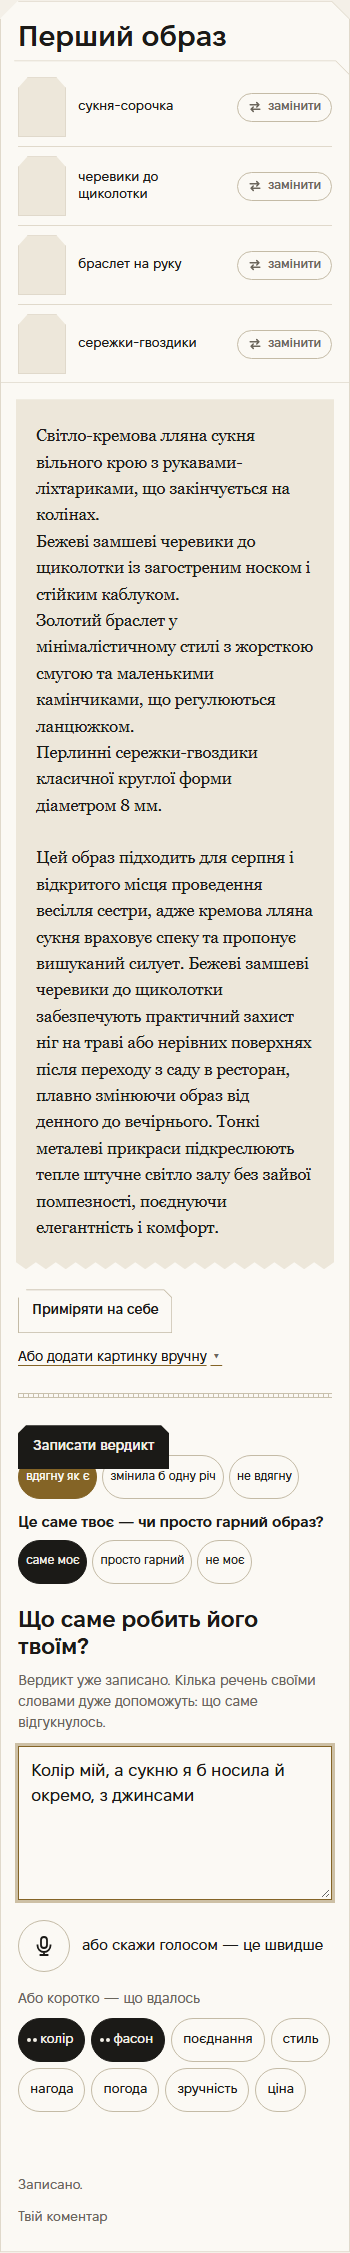 Перший образ
сукня-сорочка
замінити
черевики до
щиколотки
замінити
браслет на руку
замінити
сережки-гвоздики
замінити
Світло-кремова лляна сукня
вільного крою з рукавами-
ліхтариками, що закінчується на
колінах.
Бежеві замшеві черевики до
щиколотки із загостреним носком і
стійким каблуком.
Золотий браслет у
мінімалістичному стилі з жорсткою
смугою та маленькими
камінчиками, що регулюються
ланцюжком.
Перлинні сережки-гвоздики
класичної круглої форми
діаметром 8 мм.
Цей образ підходить для серпня і
відкритого місця проведення
весілля сестри, адже кремова лляна
сукня враховує спеку та пропонує
вишуканий силует. Бежеві замшеві
черевики до щиколотки
забезпечують практичний захист
ніг на траві або нерівних поверхнях
після переходу з саду в ресторан,
плавно змінюючи образ від
денного до вечірнього. Тонкі
металеві прикраси підкреслюють
тепле штучне світло залу без зайвої
помпезності, поєднуючи
елегантність і комфорт.
Приміряти на себе
Або додати картинку вручну
Записати вердикт
вдягну як є
змінила б одну річ
не вдягну
Це саме твоє — чи просто гарний образ?
саме моє
просто гарний
не моє
Що саме робить його
твоїм?
Вердикт уже записано. Кілька речень своїми
словами дуже допоможуть: що саме
відгукнулось.
Колір мій, а сукню я б носила й
окремо, з джинсами
або скажи голосом — це швидше
Або коротко — що вдалось
колір
фасон
поєднання
стиль
нагода
погода
зручність
ціна
Записано.
Твій коментар